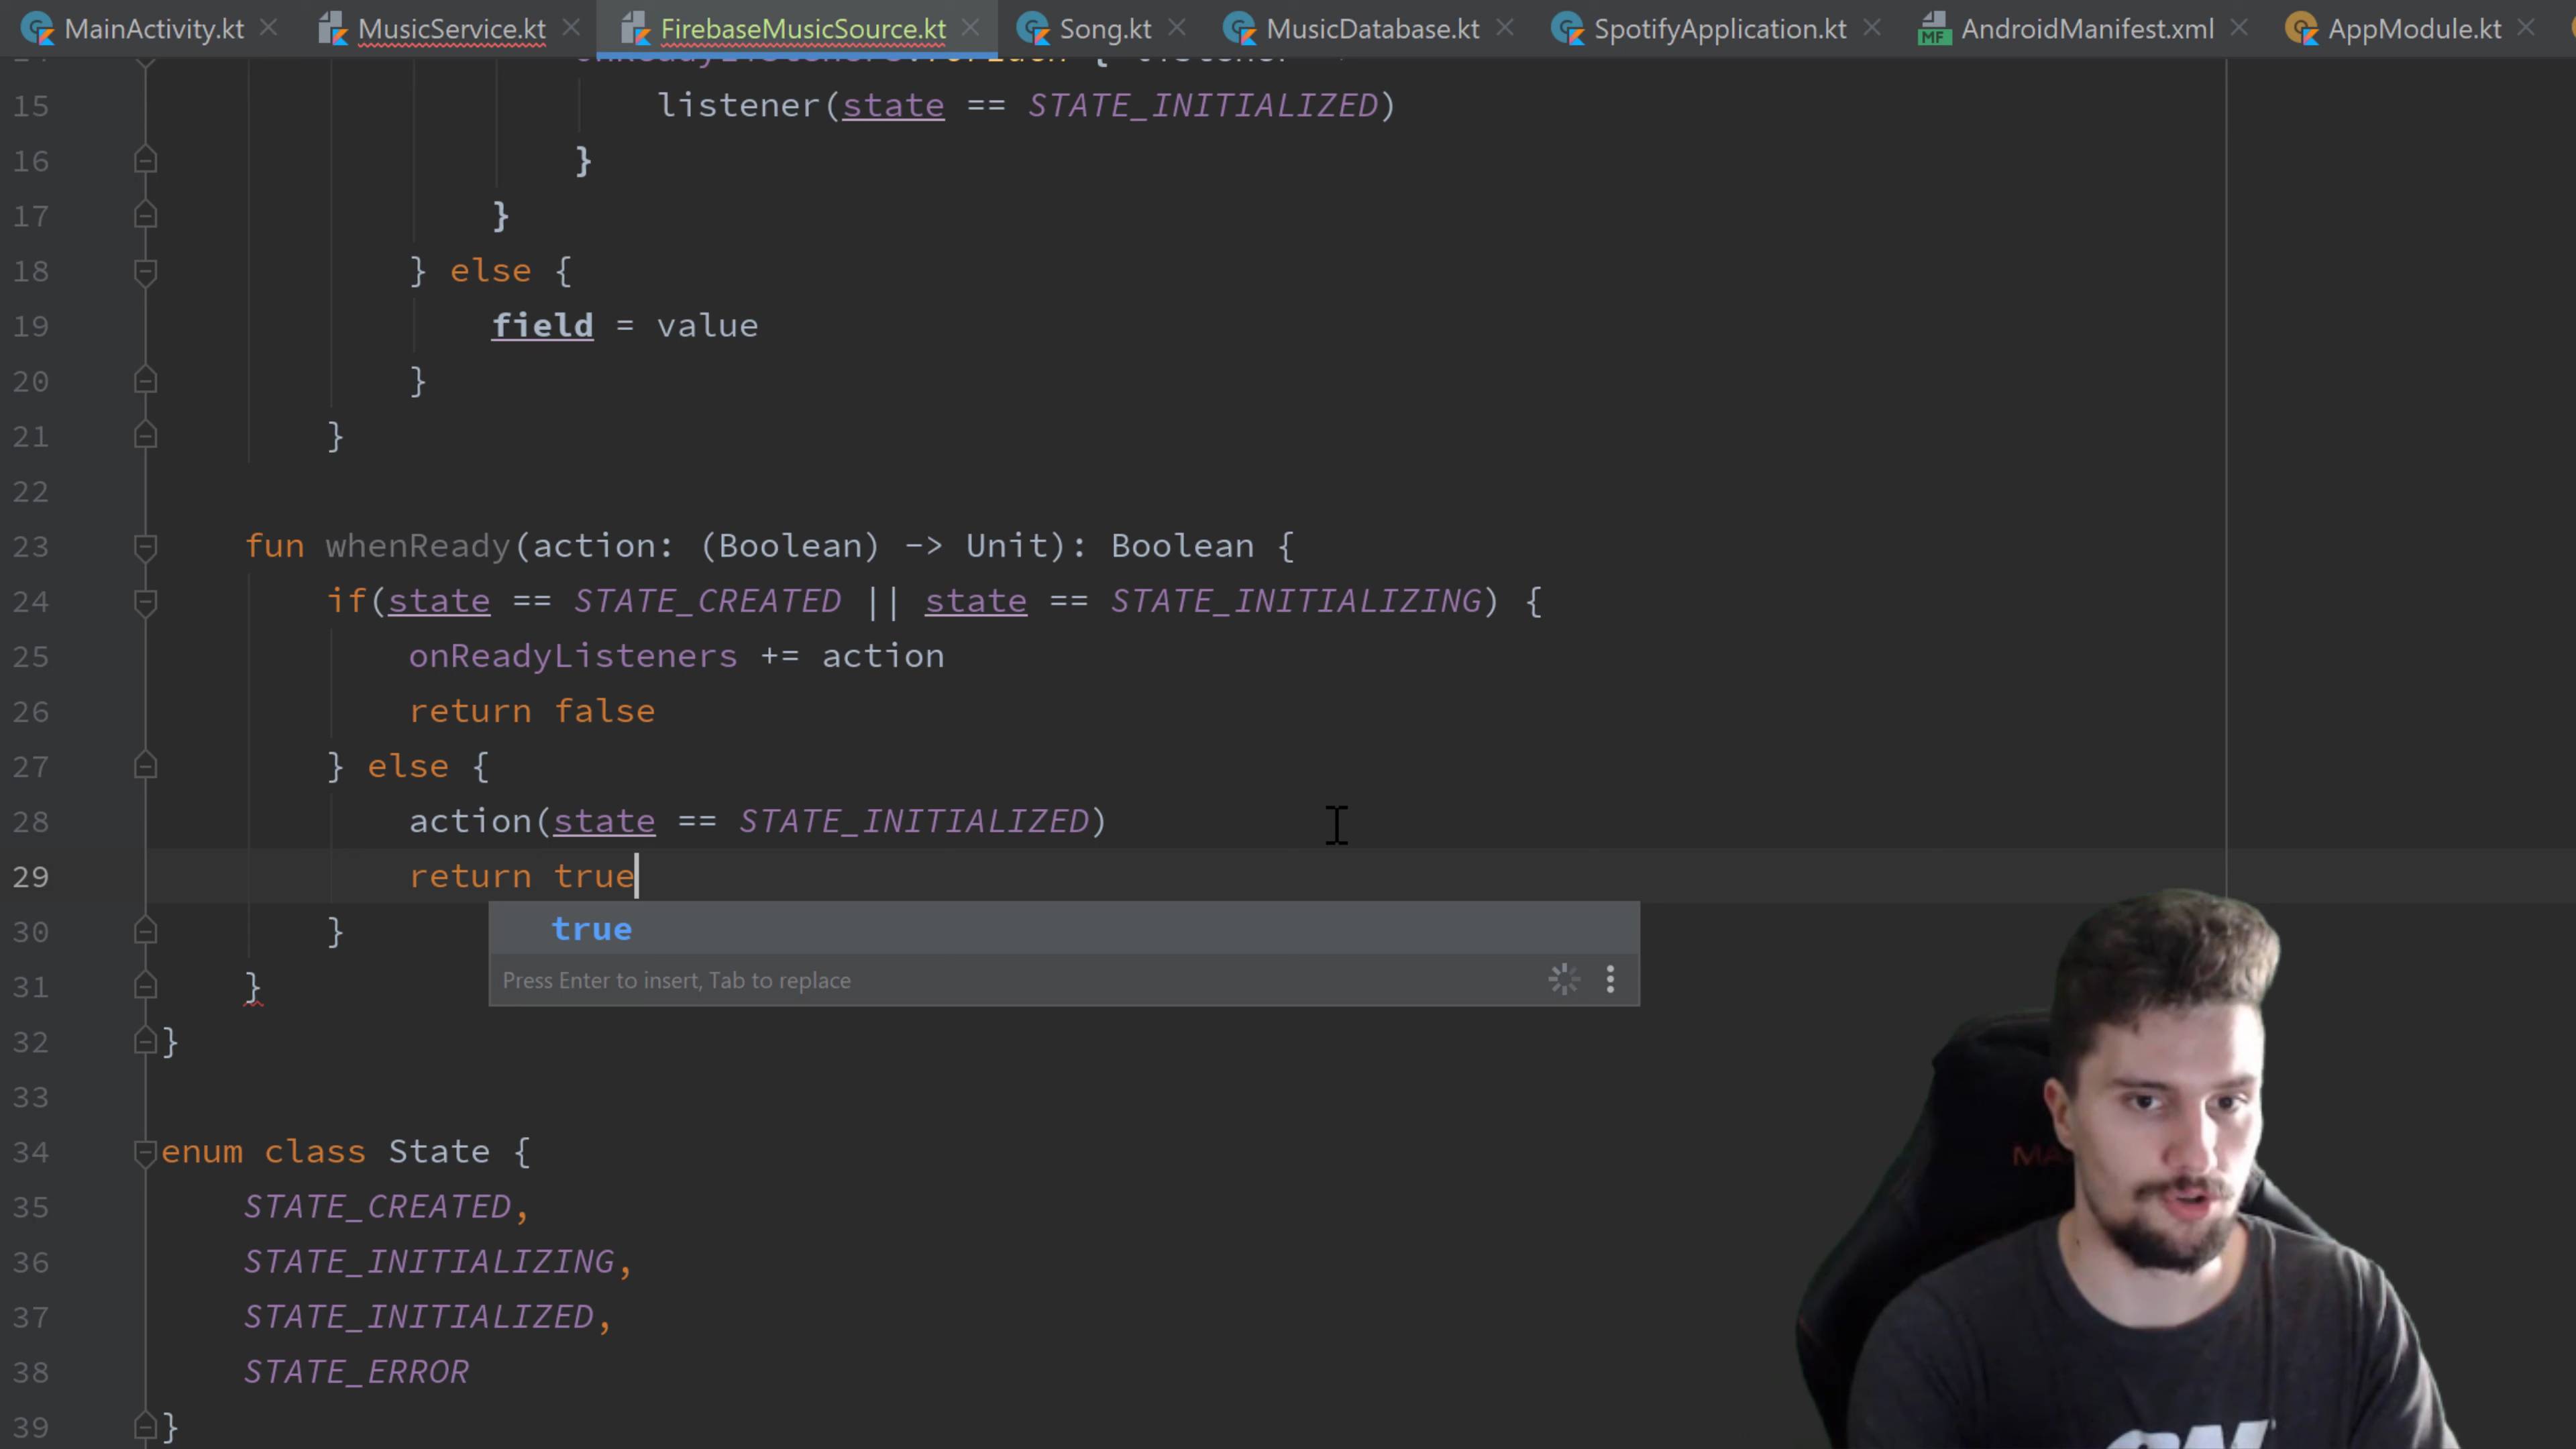 MainActivity.kt MusicService.kt FirebaseMusicSource.kt Song.kt MusicDatabase.kt SpotifyApplication.kt MF AndroidManifest.xml AppModule.kt
15 listener(state == STATE_INITIALIZED)
16 }
17 }
18 } else {
19 field = value
20 }
21 }
22
23 fun whenReady(action: (Boolean) -> Unit): Boolean {
24 if(state == STATE_CREATED || state == STATE_INITIALIZING) {
25 onReadyListeners += action
26 return false
27 } else {
28 action(state == STATE_INITIALIZED)
29 return true
true
30 }
Press Enter to insert, Tab to replace
31 }
32 }
33
34 enum class State {
35 STATE_CREATED,
36 STATE_INITIALIZING,
37 STATE_INITIALIZED,
38 STATE_ERROR
39 }